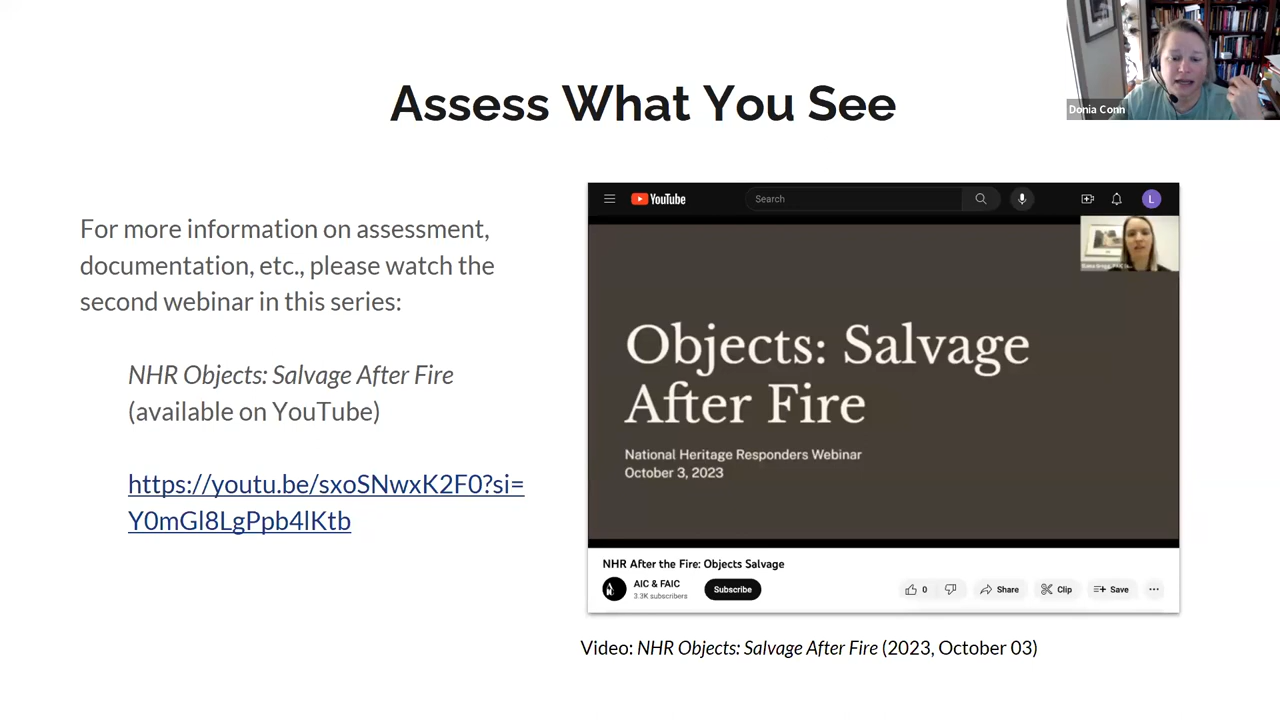 Donia Conn
Assess What You See
For more information on assessment,
documentation, etc., please watch the
second webinar in this series:
NHR Objects: Salvage After Fire
(available on YouTube)
https://youtu.be/sxoSNwxK2F0?si=
Y0mGl8LgPpb4lKtb
YouTube
Search
L
Objects: Salvage
After Fire
National Heritage Responders Webinar
October 3, 2023
NHR After the Fire: Objects Salvage
AIC & FAIC
3.3K subscribers
Subscribe
0
Share
Clip
Save
Video: NHR Objects: Salvage After Fire (2023, October 03)